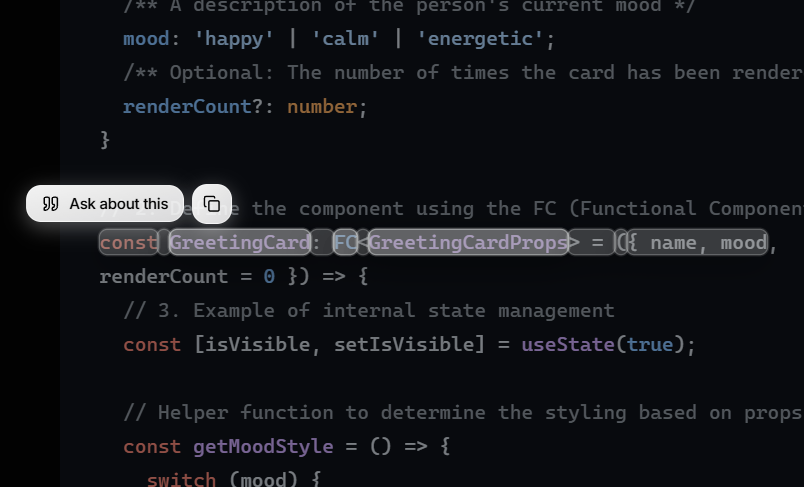 /** A description of the person's current mood */
mood: 'happy' | 'calm' | 'energetic';
/** Optional: The number of times the card has been render
renderCount?: number;
}
Ask about this
the component using the FC (Functional Componen
const GreetingCard: FC<GreetingCardProps> = ({ name, mood,
renderCount = 0 }) => {
// 3. Example of internal state management
const [isVisible, setIsVisible] = useState(true);
// Helper function to determine the styling based on props
const getMoodStyle = () => {
switch (mood) {